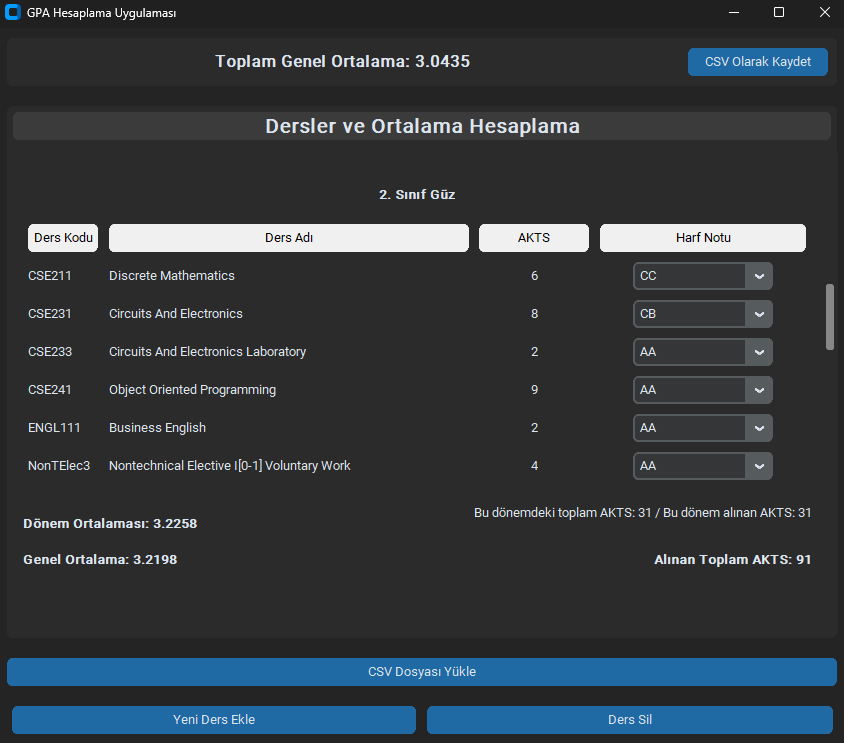 GPA Hesaplama Uygulaması
Toplam Genel Ortalama: 3.0435
CSV Olarak Kaydet
Dersler ve Ortalama Hesaplama
2. Sınıf Güz
Ders Kodu Ders Adı AKTS Harf Notu
CSE211 Discrete Mathematics 6 CC
CSE231 Circuits And Electronics 8 CB
CSE233 Circuits And Electronics Laboratory 2 AA
CSE241 Object Oriented Programming 9 AA
ENGL111 Business English 2 AA
NonTElec3 Nontechnical Elective I[0-1] Voluntary Work 4 AA
Bu dönemdeki toplam AKTS: 31 / Bu dönem alınan AKTS: 31
Dönem Ortalaması: 3.2258
Genel Ortalama: 3.2198 Alınan Toplam AKTS: 91
CSV Dosyası Yükle
Yeni Ders Ekle Ders Sil